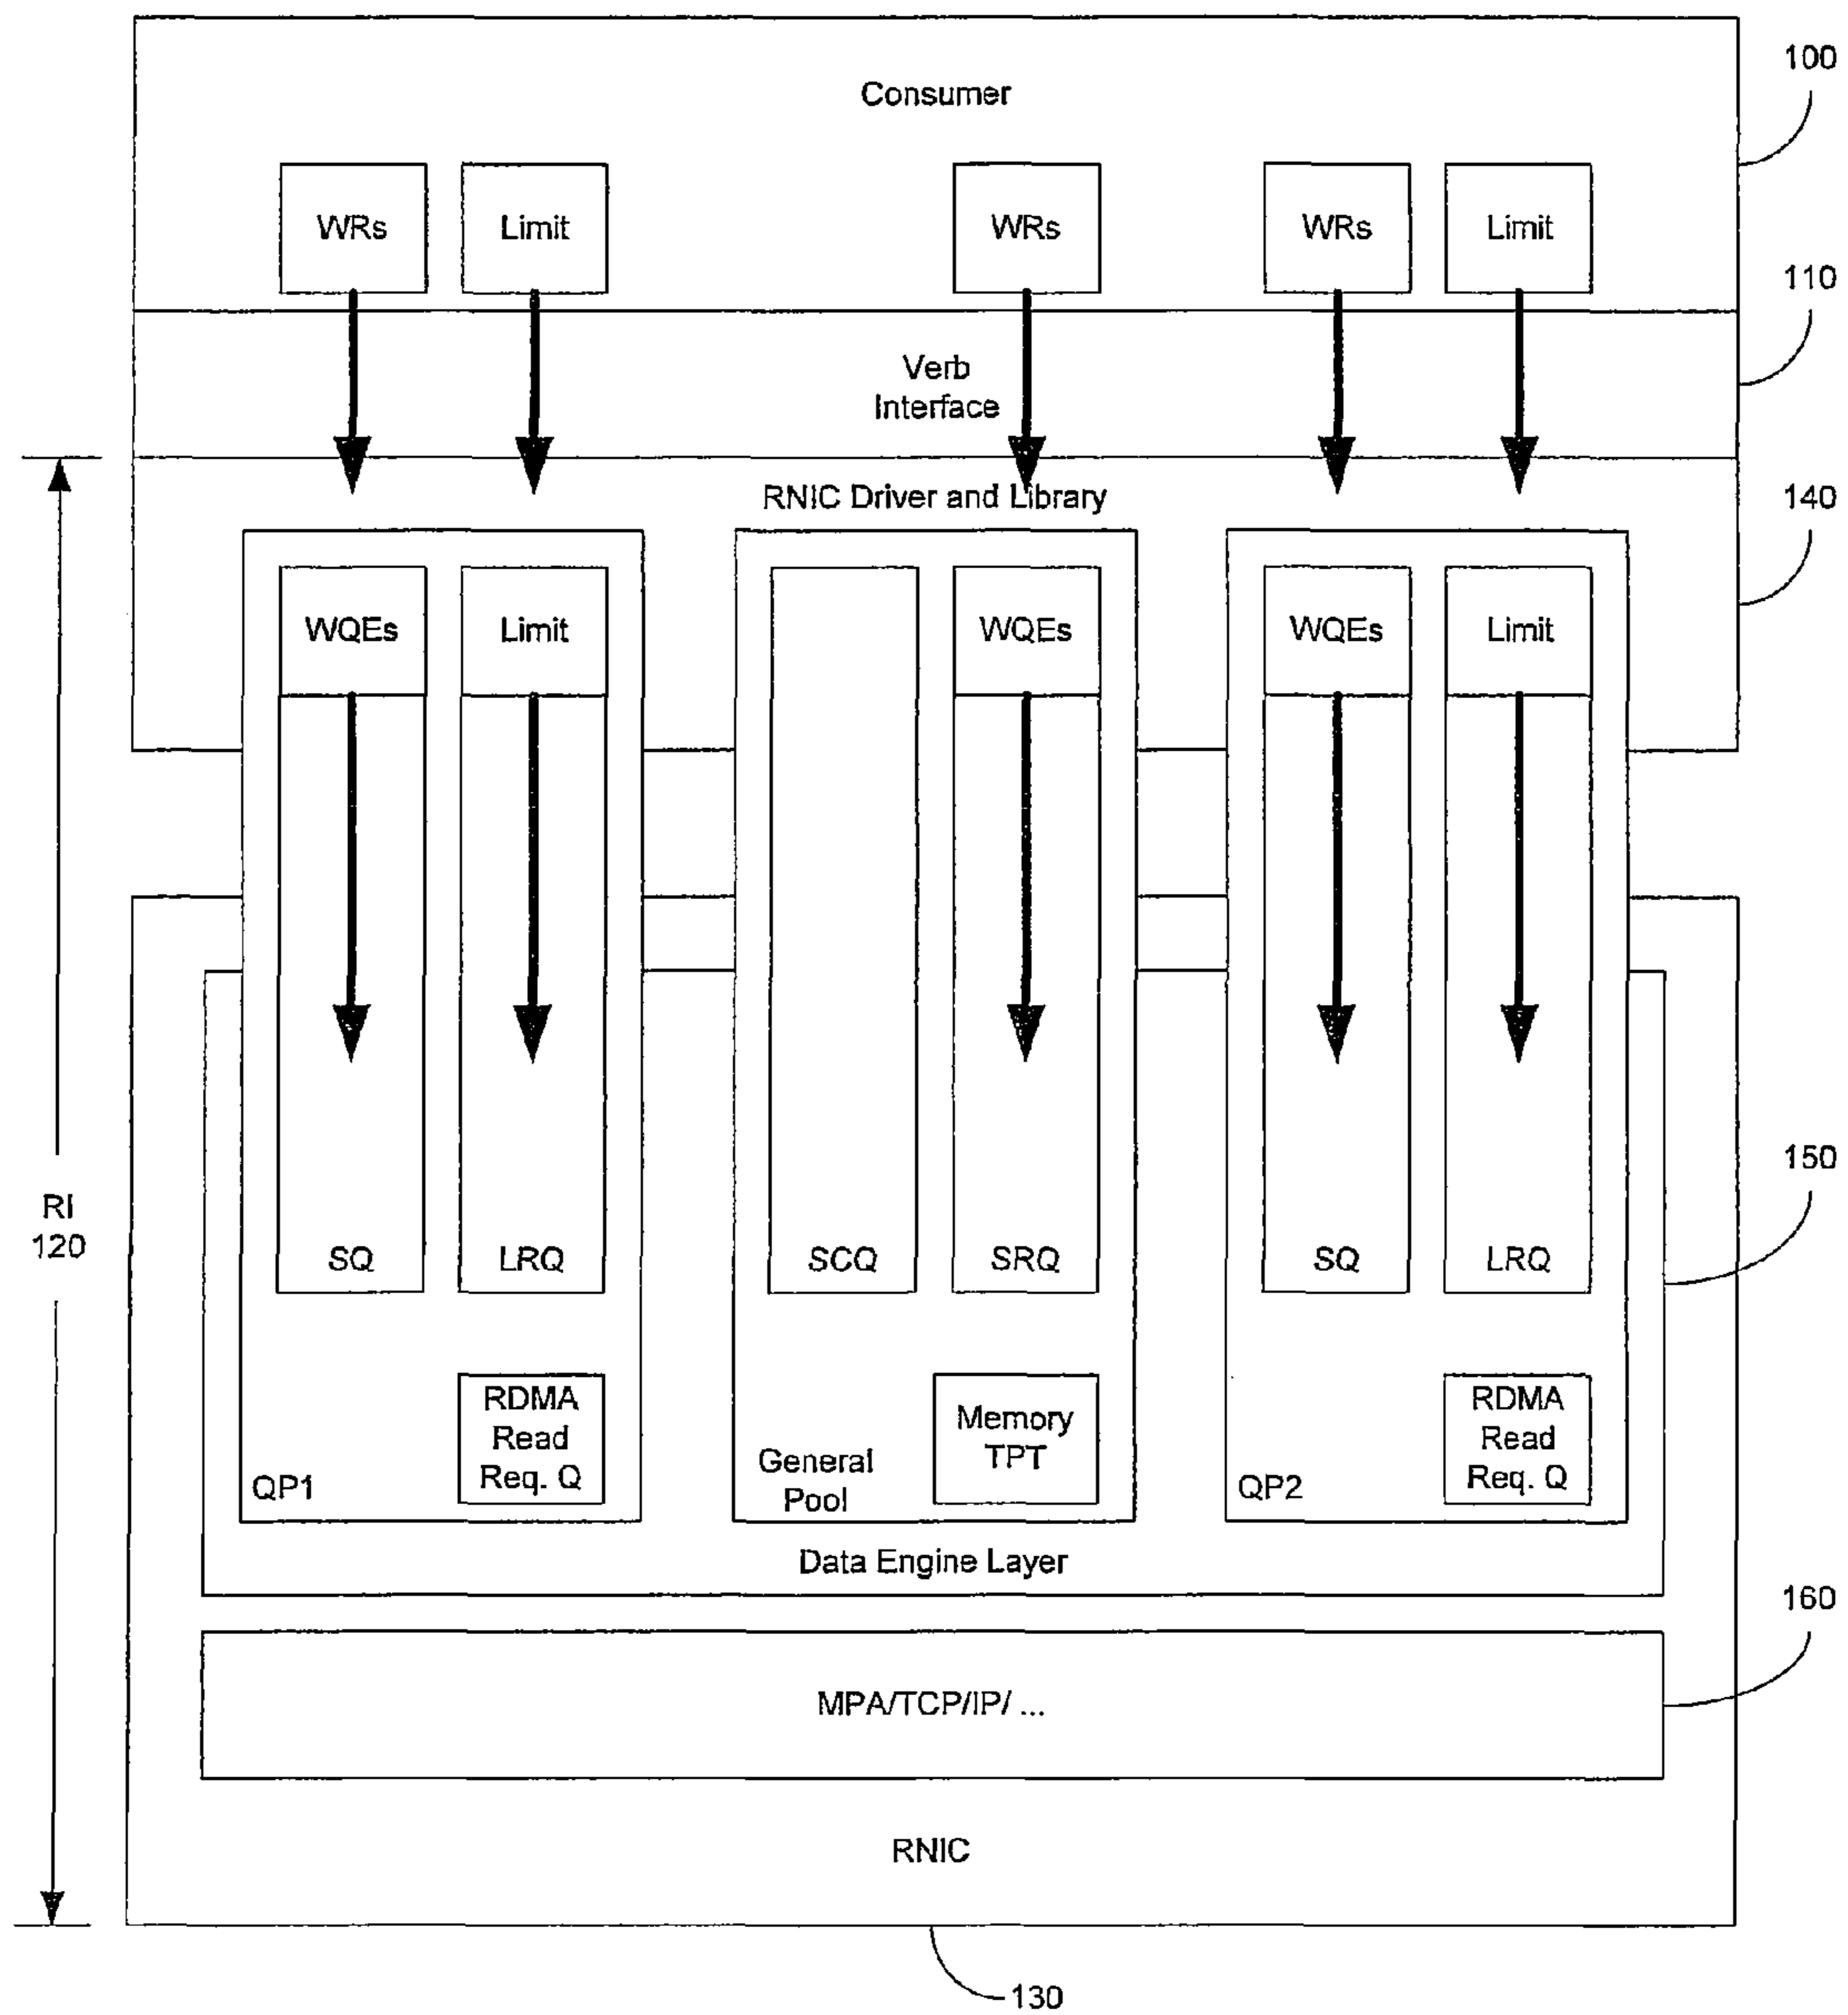 100
Consumer
WRs
Limit
WRs
WRs
Limit
110
Verb
Interface
140
RNIC Driver and Library
WQEs
Limit
WQEs
WQEs
Limit
150
RI
120
SQ
LRQ
SCQ
SRQ
SQ
LRQ
RDMA
Read
Req. Q
QP1
Memory
TPT
General
Pool
RDMA
Read
Req. Q
QP2
Data Engine Layer
160
MPA/TCP/IP/ ...
RNIC
130